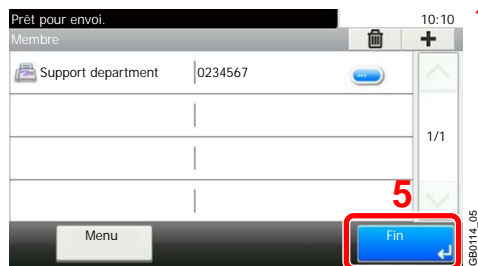 Prêt pour envoi. 10:10
Membre
Support department 0234567
1/1
5
Menu Fin
GB0114_05